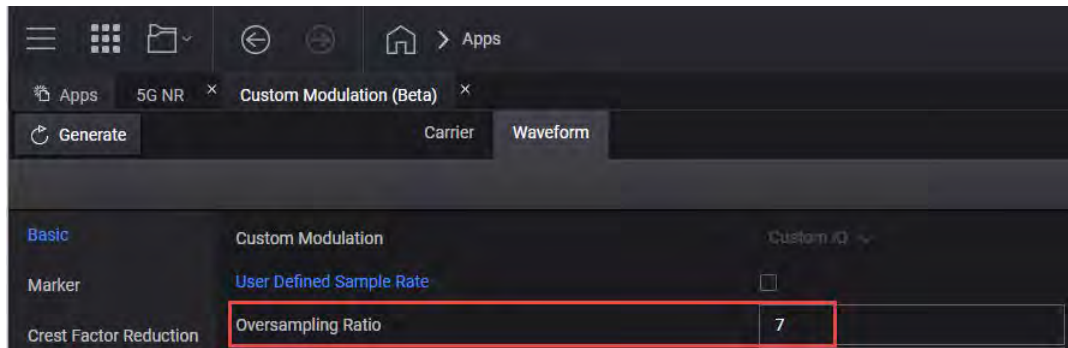 > Apps
Apps 5G NR × Custom Modulation (Beta) ×
Generate Carrier Waveform
Basic Custom Modulation Custom IQ
Marker User Defined Sample Rate
Crest Factor Reduction Oversampling Ratio 7